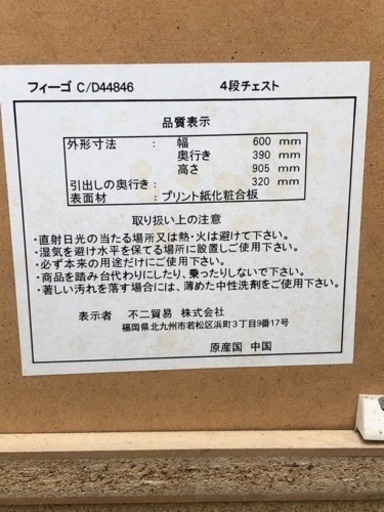 フィーゴ C/D44846 4段チェスト
品質表示
外形寸法 : 幅 600 mm
奥行き 390 mm
高さ 905 mm
引出しの奥行き: 320 mm
表面材 : プリント紙化粧合板
取り扱い上の注意
・直射日光の当たる場所又は熱・火は避けて下さい。
・湿気を避け水平を保てる場所に設置しご使用下さい。
・必ず本来の用途だけにご使用下さい。
・商品を踏み台代わりにしたり、乗ったりしないで下さい。
・著しい汚れを落す場合には、薄めた中性洗剤をご使用下さい。
表示者 不二貿易 株式会社
福岡県北九州市若松区浜町3丁目9番17号
原産国 中国